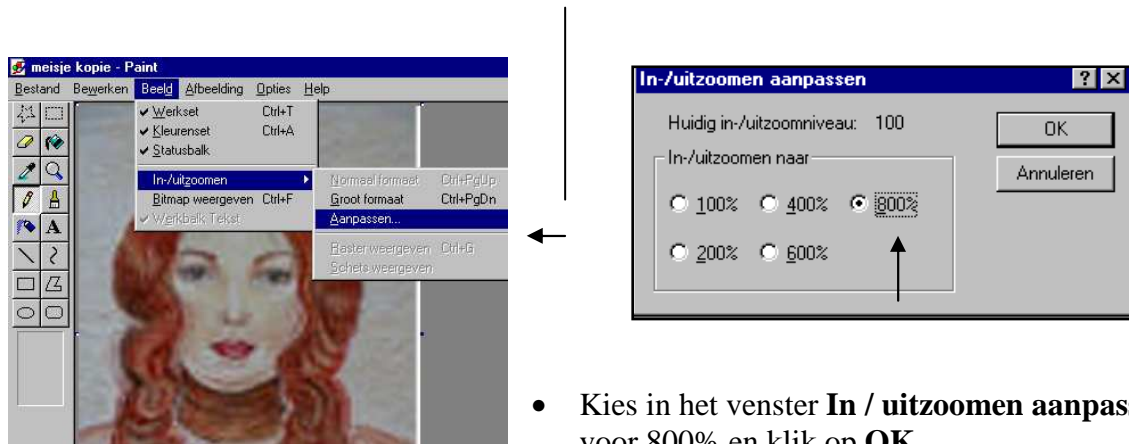 meisje kopie - Paint
Bestand Bewerken Beeld Afbeelding Opties Help
Werkset Ctrl+T
Kleurenset Ctrl+A
Statusbalk
In-/uitzoomen
Bitmap weergeven Ctrl+F
Werkbalk Tekst
Normaal formaat Ctrl+PgUp
Groot formaat Ctrl+PgDn
Aanpassen...
Raster weergeven Ctrl+G
Schets weergeven
A
In-/uitzoomen aanpassen
Huidig in-/uitzoomniveau: 100
OK
In-/uitzoomen naar
Annuleren
100% 400% 800%
200% 600%
• Kies in het venster In / uitzoomen aanpass
voor 800% en klik op OK